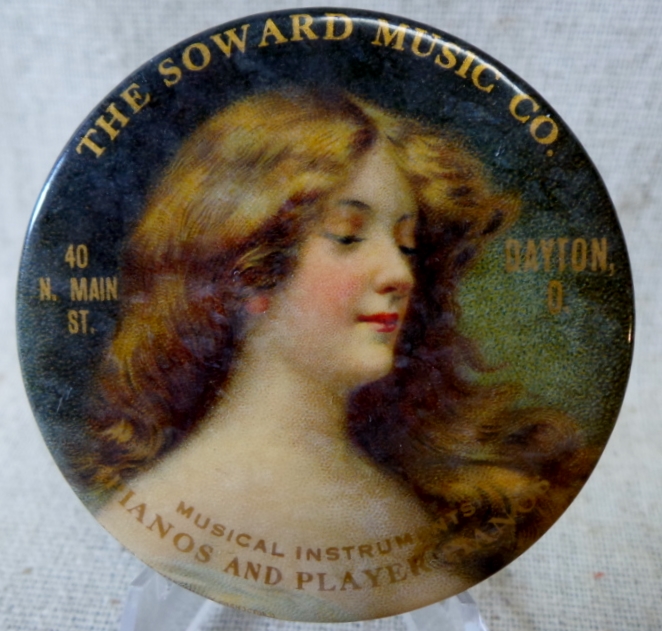 THE SOWARD MUSIC CO.
40
N. MAIN
ST.
DAYTON,
O.
MUSICAL INSTRUMENTS
PIANOS AND PLAYER PIANOS